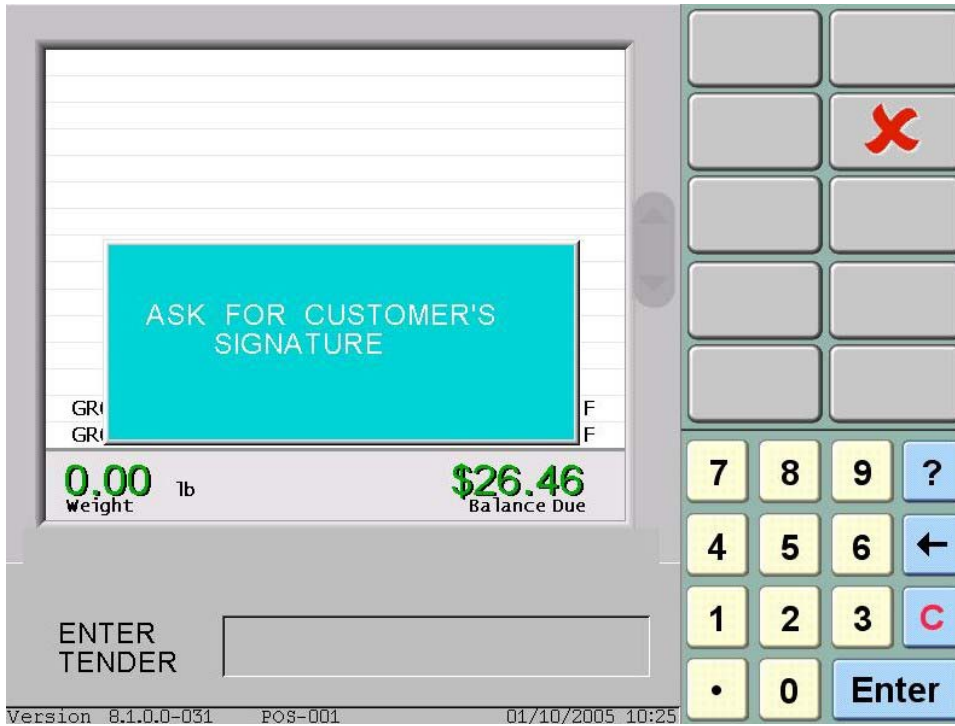 ASK FOR CUSTOMER'S
SIGNATURE
F
F
0.00 lb $26.46
Weight Balance Due
ENTER
TENDER
7 8 9 ?
4 5 6 ←
1 2 3 C
. 0 Enter
Version 8.1.0.0-031 POS-001 01/10/2005 10:25